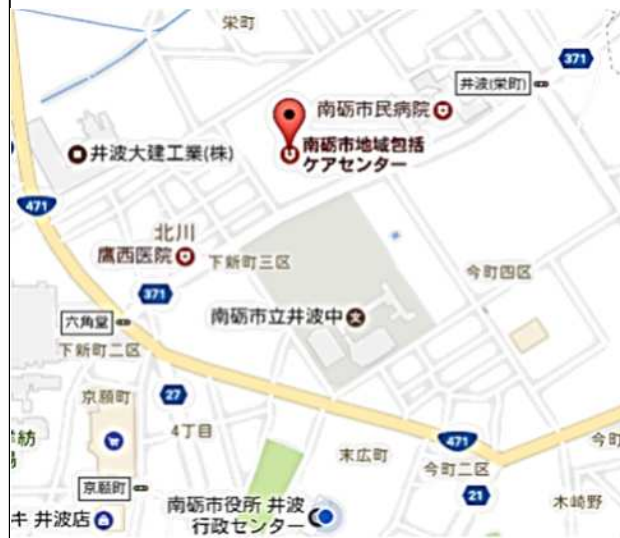 栄町
371
井波(栄町)
南砺市民病院
南砺市地域包括
ケアセンター
井波大建工業(株)
471
北川
鷹西医院
下新町三区
今町四区
371
六角堂
南砺市立井波中
文
下新町二区
京願町
27
4丁目
紡
末広町
471
今町二区
今町
京願町
21
木崎野
南砺市役所 井波
行政センター
キ 井波店